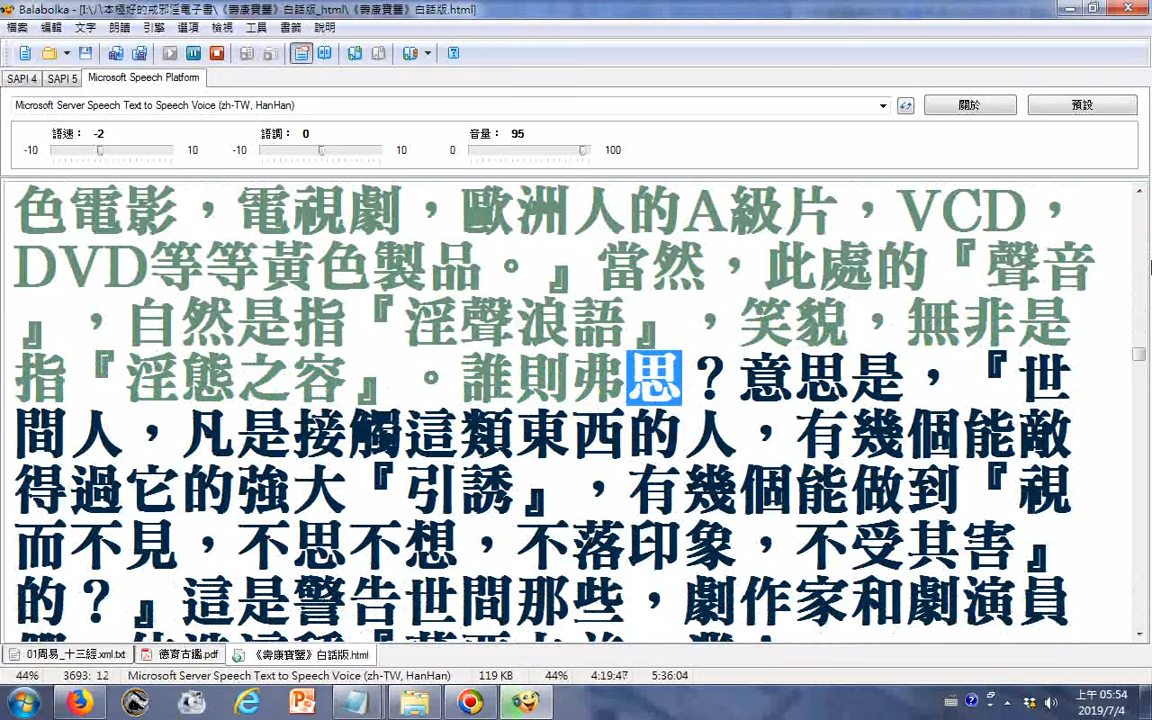 Balabolka - [I:\八本極好的戒邪淫電子書\《壽康寶鑒》白話版_html\《壽康寶鑒》白話版.html]
檔案 編輯 文字 朗讀 引擎 選項 檢視 工具 書籤 說明
SAPI 4 SAPI 5 Microsoft Speech Platform
Microsoft Server Speech Text to Speech Voice (zh-TW, HanHan) 關於 預設
語速： -2 語調： 0 音量： 95
-10 10 -10 10 0 100
色電影，電視劇，歐洲人的A級片，VCD，
DVD等等黃色製品。』當然，此處的『聲音
』，自然是指『淫聲浪語』，笑貌，無非是
指『淫態之容』。誰則弗思？意思是，『世
間人，凡是接觸這類東西的人，有幾個能敵
得過它的強大『引誘』，有幾個能做到『視
而不見，不思不想，不落印象，不受其害』
的？』這是警告世間那些，劇作家和劇演員
01周易_十三經.xml.txt 德育古鑑.pdf 《壽康寶鑒》白話版.html
44% 3693: 12 Microsoft Server Speech Text to Speech Voice (zh-TW, HanHan) 119 KB 44% 4:19:47 5:36:04
上午 05:54
2019/7/4